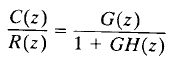 C(z)/R(z) = G(z)/(1 + GH(z))